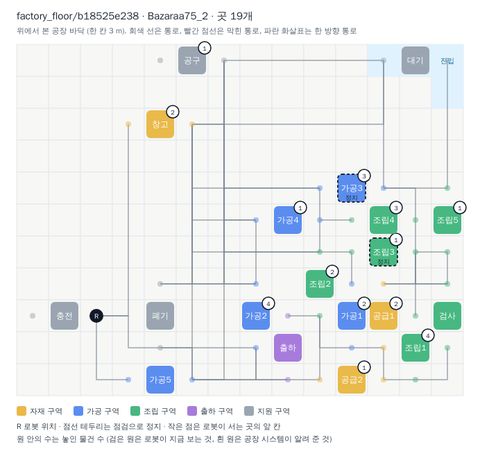 factory_floor/b18525e238 · Bazaraa75_2 · 곳 19개
위에서 본 공장 바닥 (한 칸 3 m). 회색 선은 통로, 빨간 점선은 막힌 통로, 파란 화살표는 한 방향 통로
공구 1
대기
진입
창고 2
가공3 3
정지
가공4 1
조립4 3
조립5 1
조립3 1
정지
조립2 2
충전
R
폐기
가공2 4
가공1 2
공급1 2
검사
출하
조립1 4
가공5
공급2 1
자재 구역
가공 구역
조립 구역
출하 구역
지원 구역
R 로봇 위치 · 점선 테두리는 점검으로 정지 · 작은 점은 로봇이 서는 곳의 앞 칸
원 안의 수는 놓인 물건 수 (검은 원은 로봇이 지금 보는 것, 흰 원은 공장 시스템이 알려 준 것)